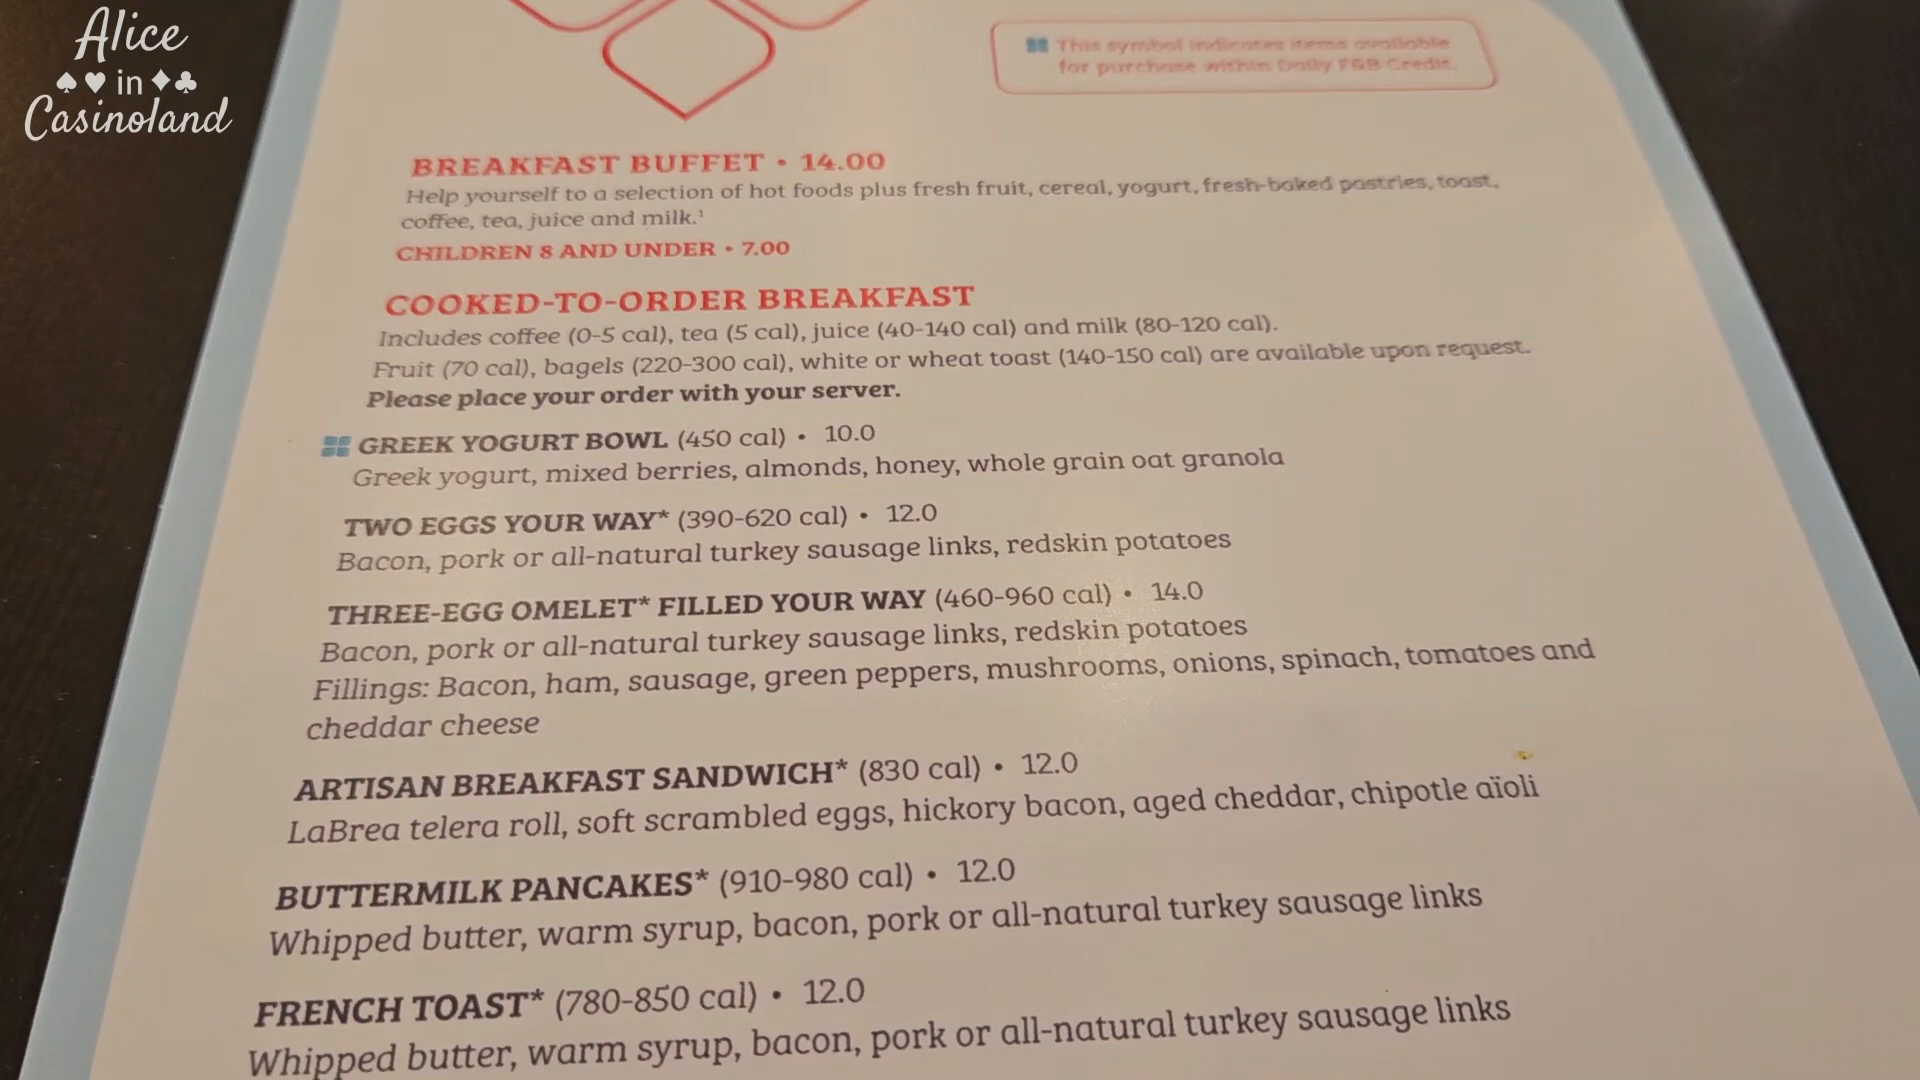 Alice
♠♥ in ♦♣
Casinoland
This symbol indicates items available
for purchase within Daily F&B Credit.
BREAKFAST BUFFET • 14.00
Help yourself to a selection of hot foods plus fresh fruit, cereal, yogurt, fresh-baked pastries, toast,
coffee, tea, juice and milk.¹
CHILDREN 8 AND UNDER • 7.00
COOKED-TO-ORDER BREAKFAST
Includes coffee (0-5 cal), tea (5 cal), juice (40-140 cal) and milk (80-120 cal).
Fruit (70 cal), bagels (220-300 cal), white or wheat toast (140-150 cal) are available upon request.
Please place your order with your server.
GREEK YOGURT BOWL (450 cal) • 10.0
Greek yogurt, mixed berries, almonds, honey, whole grain oat granola
TWO EGGS YOUR WAY* (390-620 cal) • 12.0
Bacon, pork or all-natural turkey sausage links, redskin potatoes
THREE-EGG OMELET* FILLED YOUR WAY (460-960 cal) • 14.0
Bacon, pork or all-natural turkey sausage links, redskin potatoes
Fillings: Bacon, ham, sausage, green peppers, mushrooms, onions, spinach, tomatoes and
cheddar cheese
ARTISAN BREAKFAST SANDWICH* (830 cal) • 12.0
LaBrea telera roll, soft scrambled eggs, hickory bacon, aged cheddar, chipotle aïoli
BUTTERMILK PANCAKES* (910-980 cal) • 12.0
Whipped butter, warm syrup, bacon, pork or all-natural turkey sausage links
FRENCH TOAST* (780-850 cal) • 12.0
Whipped butter, warm syrup, bacon, pork or all-natural turkey sausage links